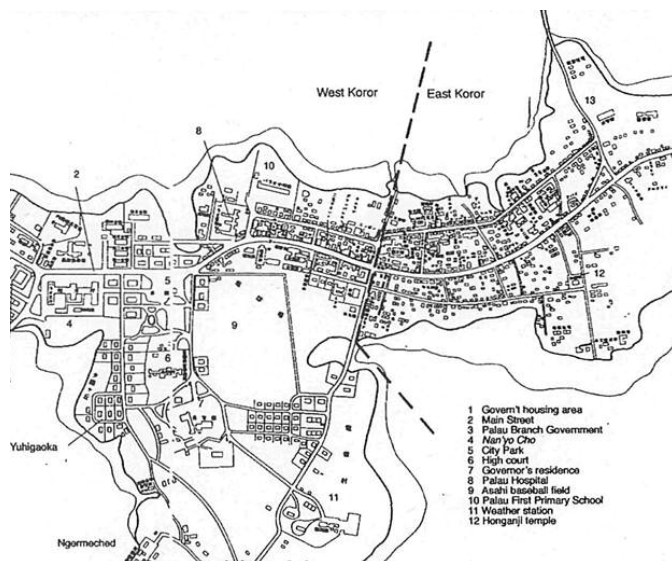 West Koror
East Koror
13
8
10
2
5
12
9
4
6
7
Yuhigaoka
11
Ngermeched
1 Govern't housing area
2 Main Street
3 Palau Branch Government
4 Nan'yo Cho
5 City Park
6 High court
7 Governor's residence
8 Palau Hospital
9 Asahi baseball field
10 Palau First Primary School
11 Weather station
12 Honganji temple